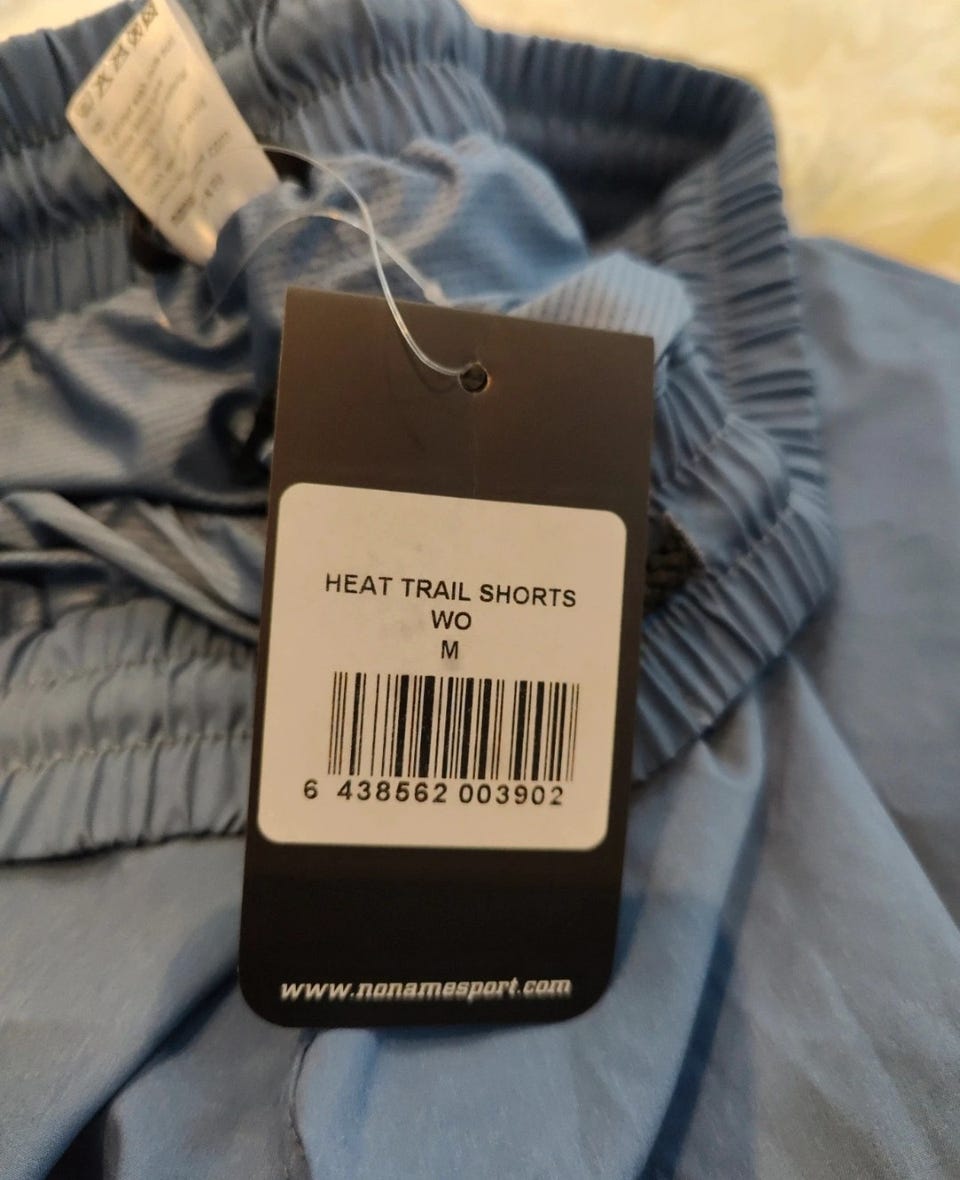 HEAT TRAIL SHORTS
WO
M
6 438562 003902
www.nonamesport.com